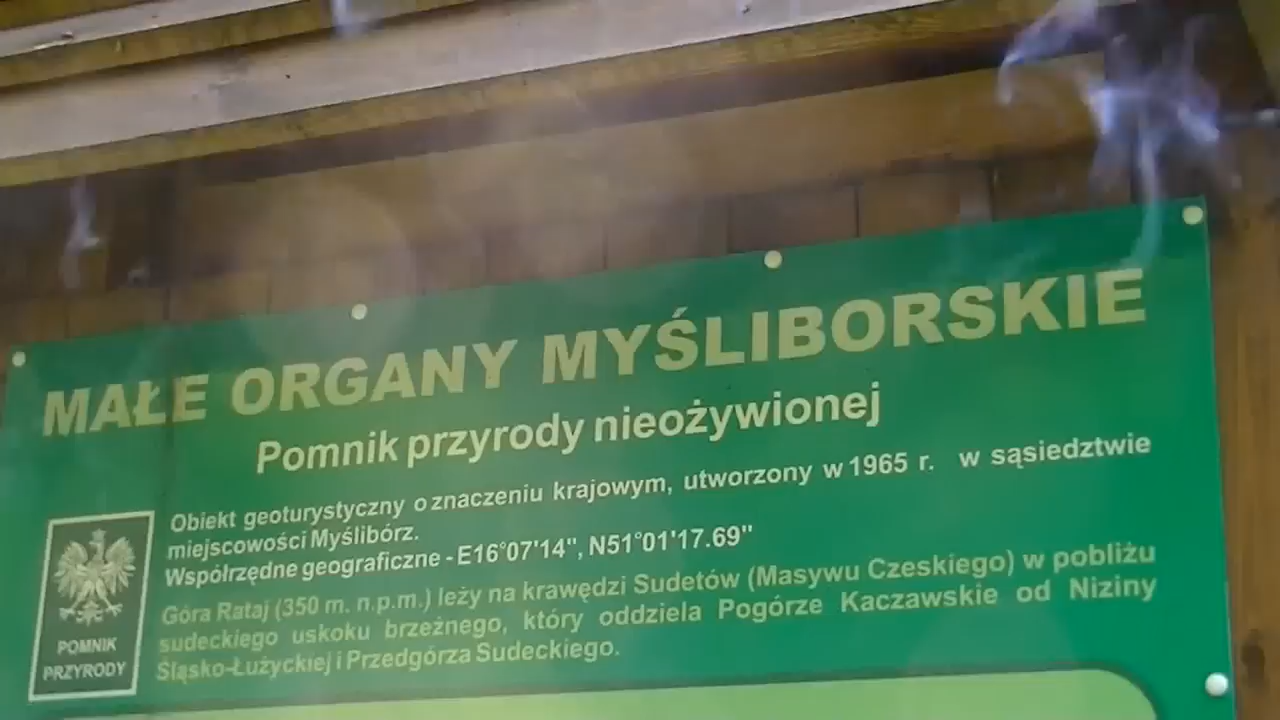 MAŁE ORGANY MYŚLIBORSKIE
Pomnik przyrody nieożywionej
Obiekt geoturystyczny o znaczeniu krajowym, utworzony w 1965 r. w sąsiedztwie
miejscowości Myślibórz.
Współrzędne geograficzne - E16°07'14", N51°01'17.69"
Góra Rataj (350 m. n.p.m.) leży na krawędzi Sudetów (Masywu Czeskiego) w pobliżu
sudeckiego uskoku brzeżnego, który oddziela Pogórze Kaczawskie od Niziny
Śląsko-Łużyckiej i Przedgórza Sudeckiego.
POMNIK
PRZYRODY